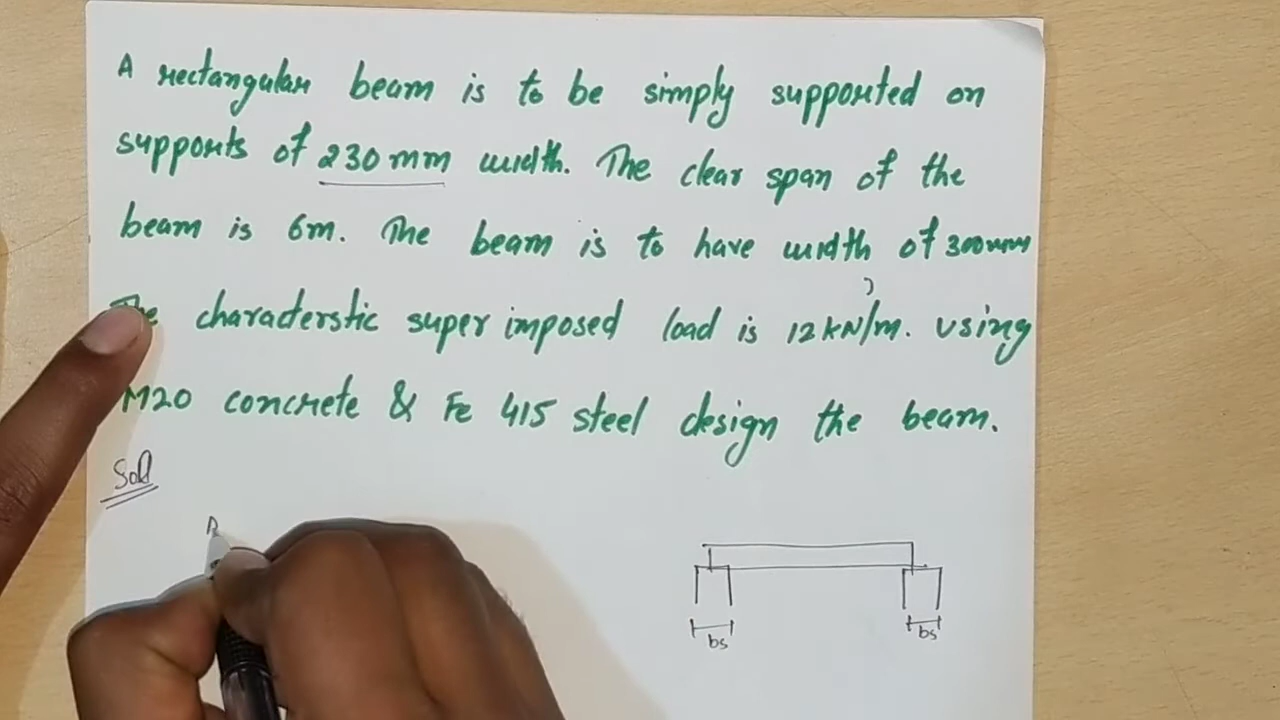 A rectangular beam is to be simply supported on
supports of 230 mm width. The clear span of the
beam is 6m. The beam is to have width of 300mm
The characterstic super imposed load is 12 kN/m. using
M20 concrete & Fe 415 steel design the beam.
Sol
bs
bs